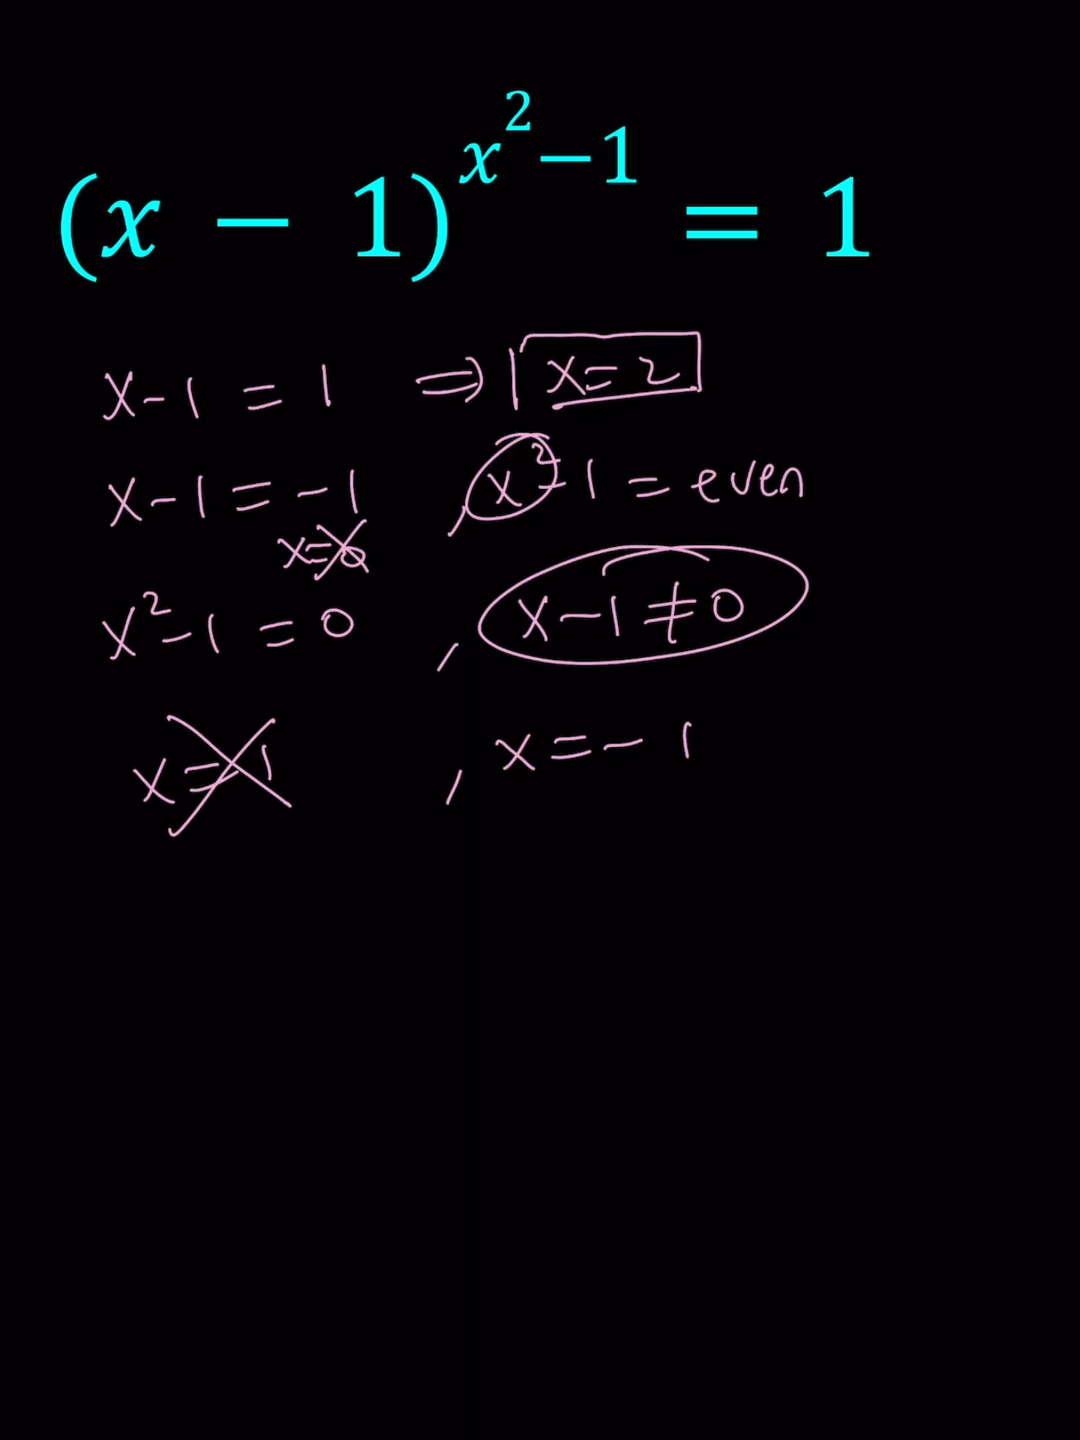 (x − 1)^{x^2−1} = 1
x-1 = 1 ⇒ x=2
x-1 = -1 , x²-1 = even
x=0
x²-1 = 0 , x-1≠0
x=1 , x=-1